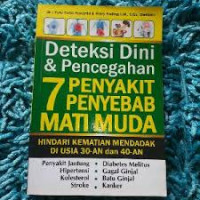 Deteksi Dini
& Pencegahan
7 PENYAKIT
PENYEBAB
MATI MUDA
HINDARI KEMATIAN MENDADAK
DI USIA 30-AN dan 40-AN
Penyakit Jantung
Hipertensi
Kolesterol
Stroke
Diabetes Melitus
Gagal Ginjal
Batu Ginjal
Kanker